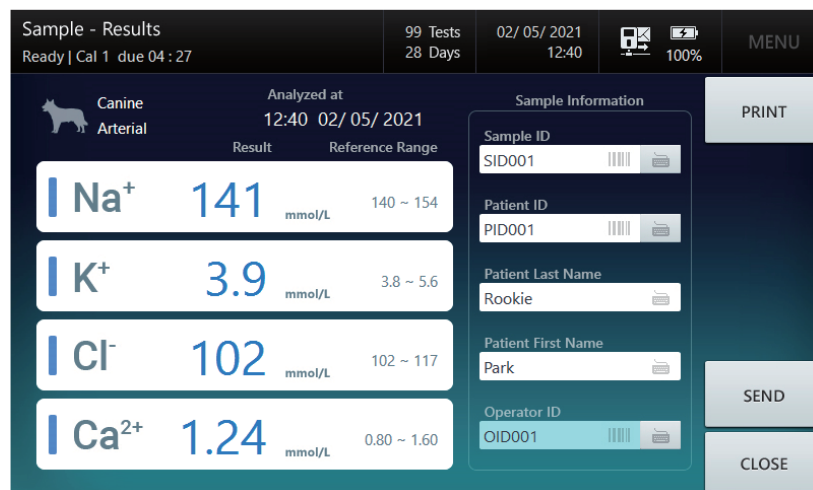 Sample - Results
Ready | Cal 1 due 04 : 27
99 Tests
28 Days
02/ 05/ 2021
12:40
100%
MENU
Canine
Arterial
Analyzed at
12:40 02/ 05/ 2021
Result Reference Range
Na+ 141 mmol/L 140 ~ 154
K+ 3.9 mmol/L 3.8 ~ 5.6
Cl- 102 mmol/L 102 ~ 117
Ca2+ 1.24 mmol/L 0.80 ~ 1.60
Sample Information
Sample ID
SID001
Patient ID
PID001
Patient Last Name
Rookie
Patient First Name
Park
Operator ID
OID001
PRINT
SEND
CLOSE